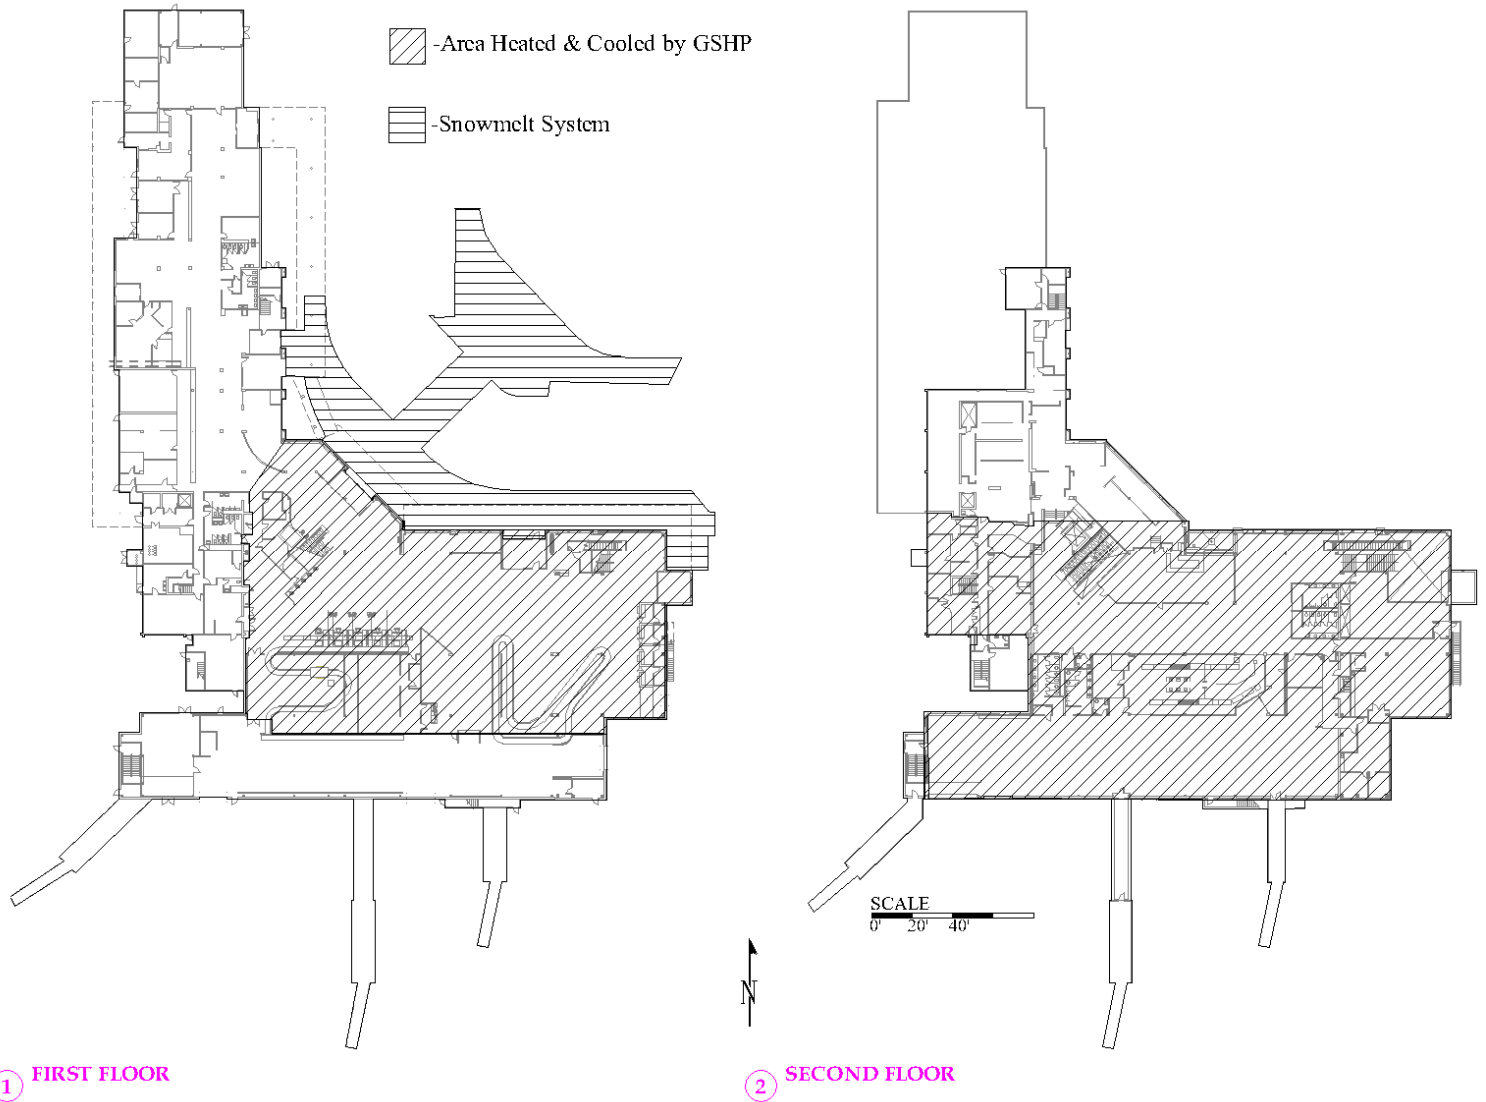 -Area Heated & Cooled by GSHP
-Snowmelt System
SCALE
0' 20' 40'
N
1 FIRST FLOOR
2 SECOND FLOOR